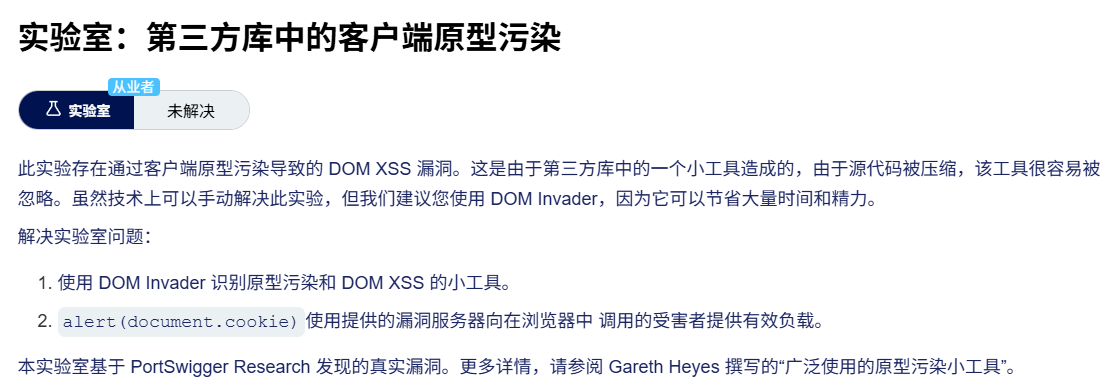 实验室：第三方库中的客户端原型污染
从业者
实验室 未解决
此实验存在通过客户端原型污染导致的 DOM XSS 漏洞。这是由于第三方库中的一个小工具造成的，由于源代码被压缩，该工具很容易被
忽略。虽然技术上可以手动解决此实验，但我们建议您使用 DOM Invader，因为它可以节省大量时间和精力。
解决实验室问题：
1. 使用 DOM Invader 识别原型污染和 DOM XSS 的小工具。
2. alert(document.cookie)使用提供的漏洞服务器向在浏览器中 调用的受害者提供有效负载。
本实验室基于 PortSwigger Research 发现的真实漏洞。更多详情，请参阅 Gareth Heyes 撰写的“广泛使用的原型污染小工具”。